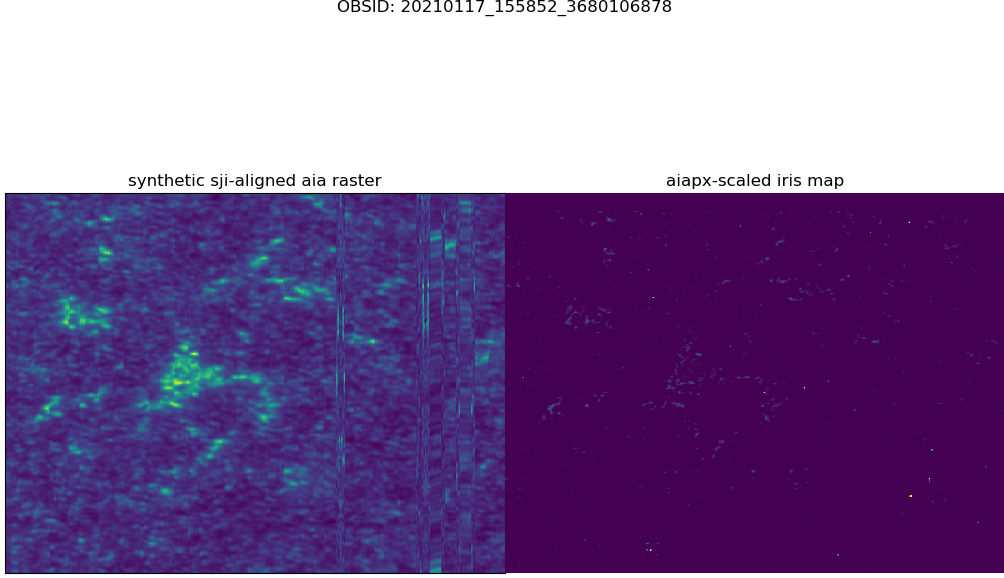 OBSID: 20210117_155852_3680106878
synthetic sji-aligned aia raster
aiapx-scaled iris map